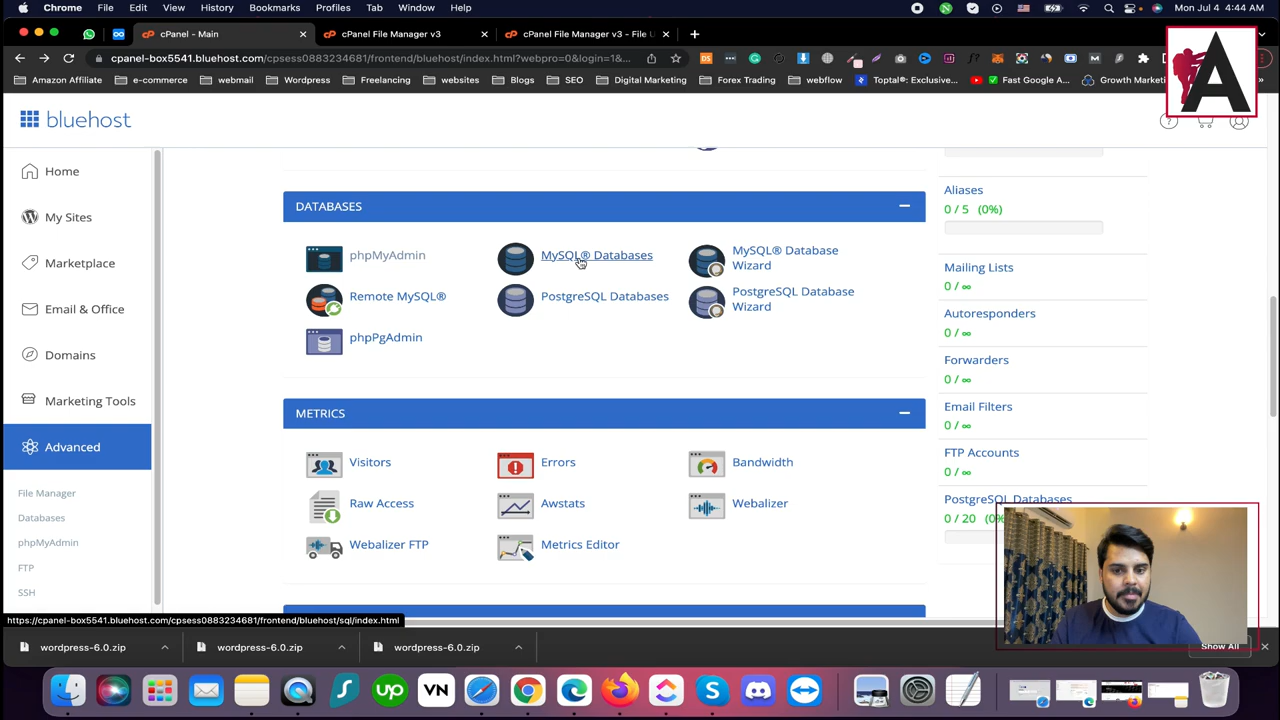 Chrome File Edit View History Bookmarks Profiles Tab Window Help Mon Jul 4 4:44 AM
cPanel - Main cPanel File Manager v3 cPanel File Manager v3 - File U
cpanel-box5541.bluehost.com/cpsess0883234681/frontend/bluehost/index.html?webpro=0&login=1&...
Amazon Affiliate e-commerce webmail Wordpress Freelancing websites Blogs SEO Digital Marketing Forex Trading webflow Toptal®: Exclusive... Fast Google A... Growth Marketi
A
bluehost
Home
My Sites
Marketplace
Email & Office
Domains
Marketing Tools
Advanced
File Manager
Databases
phpMyAdmin
FTP
SSH
DATABASES
phpMyAdmin
MySQL® Databases
MySQL® Database
Wizard
Remote MySQL®
PostgreSQL Databases
PostgreSQL Database
Wizard
phpPgAdmin
METRICS
Visitors
Errors
Bandwidth
Raw Access
Awstats
Webalizer
Webalizer FTP
Metrics Editor
Aliases
0 / 5 (0%)
Mailing Lists
0 / ∞
Autoresponders
0 / ∞
Forwarders
0 / ∞
Email Filters
0 / ∞
FTP Accounts
0 / ∞
PostgreSQL Databases
0 / 20 (0%
https://cpanel-box5541.bluehost.com/cpsess0883234681/frontend/bluehost/sql/index.html
wordpress-6.0.zip wordpress-6.0.zip wordpress-6.0.zip Show All
up VN